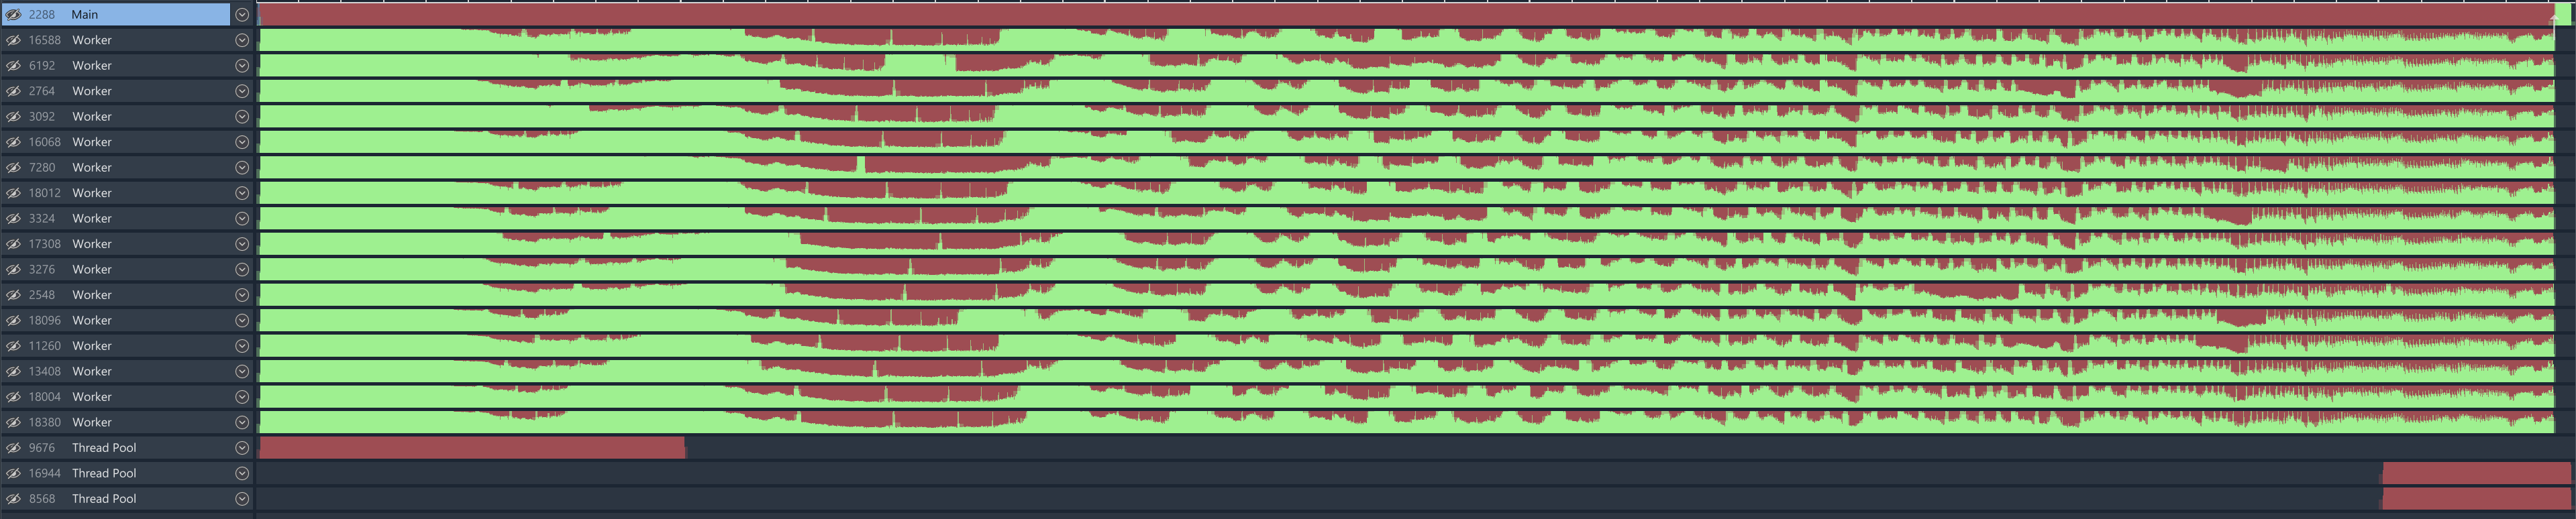 2288 Main
16588 Worker
6192 Worker
2764 Worker
3092 Worker
16068 Worker
7280 Worker
18012 Worker
3324 Worker
17308 Worker
3276 Worker
2548 Worker
18096 Worker
11260 Worker
13408 Worker
18004 Worker
18380 Worker
9676 Thread Pool
16944 Thread Pool
8568 Thread Pool